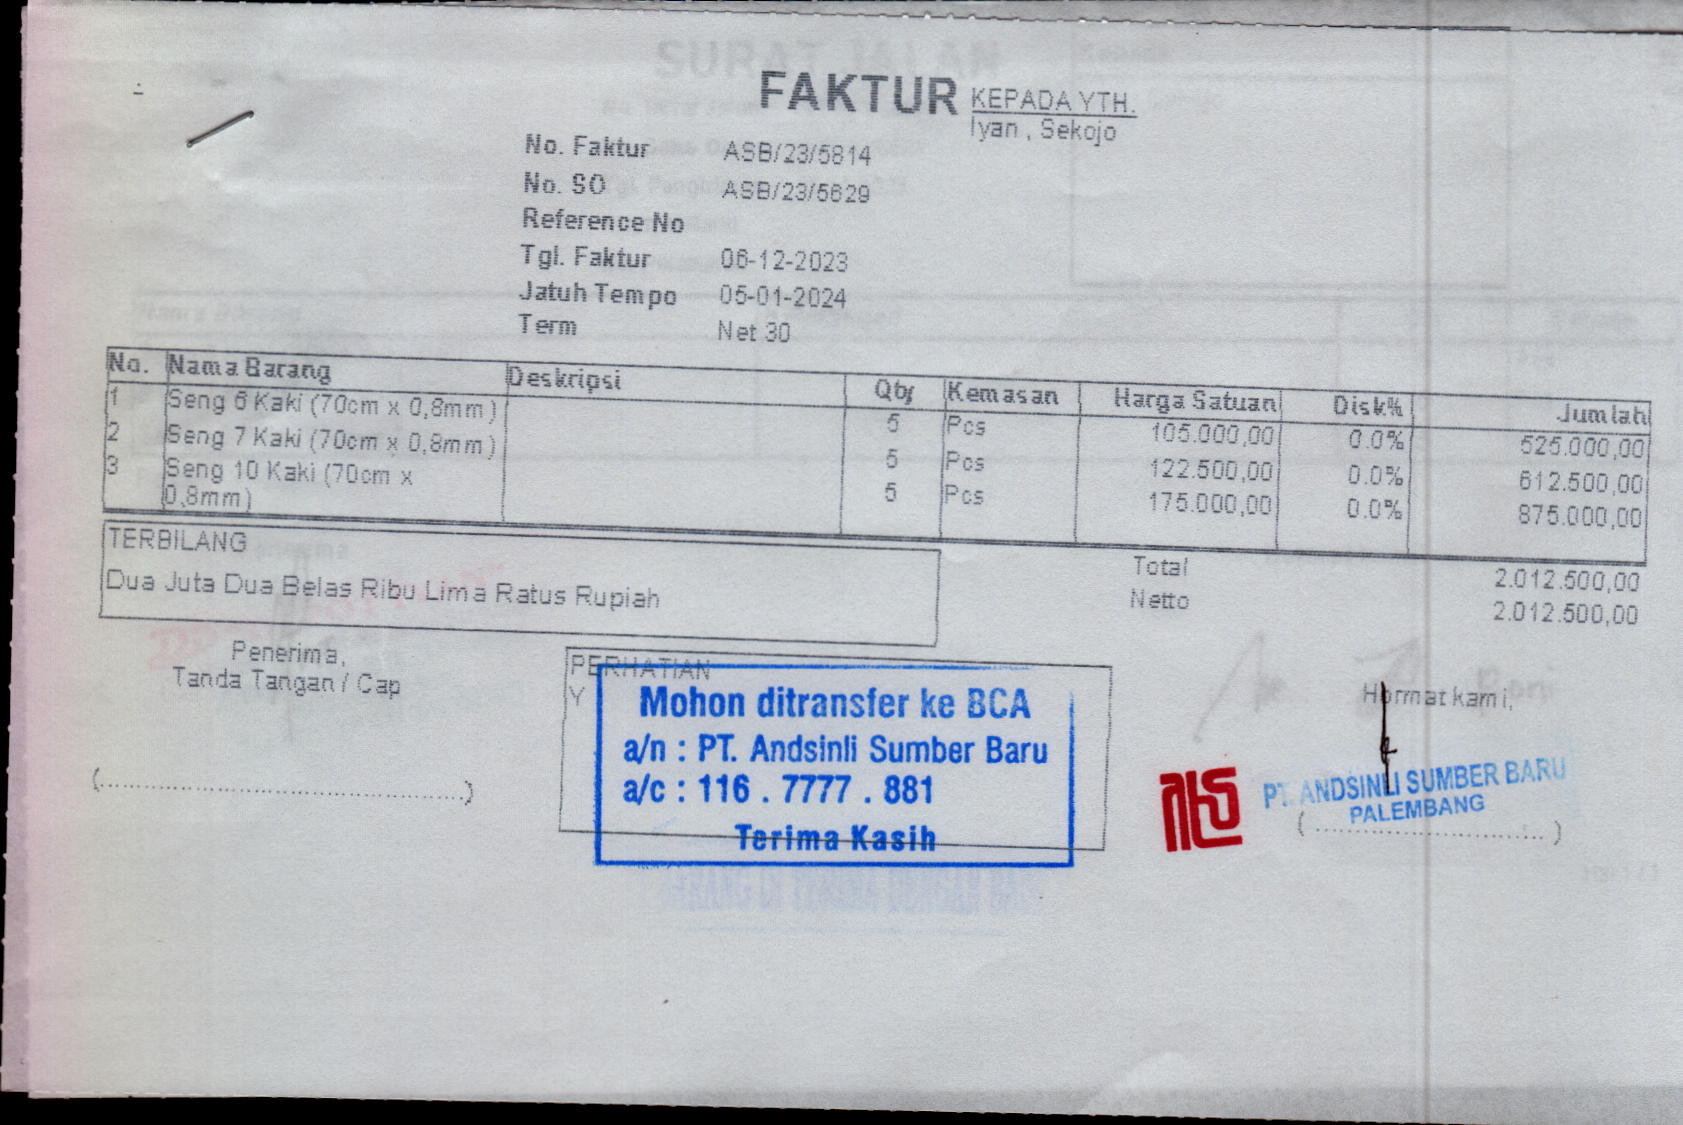 FAKTUR
KEPADA YTH.
Iyan , Sekojo
No. Faktur ASB/23/5814
No. SO ASB/23/5629
Reference No
Tgl. Faktur 06-12-2023
Jatuh Tempo 05-01-2024
Term Net 30
No. Nama Barang Deskripsi Qty Kemasan Harga Satuan Disk% Jumlah
1 Seng 6 Kaki (70cm x 0,8mm) 5 Pcs 105.000,00 0.0% 525.000,00
2 Seng 7 Kaki (70cm x 0,8mm) 5 Pcs 122.500,00 0.0% 612.500,00
3 Seng 10 Kaki (70cm x 5 Pcs 175.000,00 0.0% 875.000,00
0,8mm)
TERBILANG
Dua Juta Dua Belas Ribu Lima Ratus Rupiah
Total 2.012.500,00
Netto 2.012.500,00
Penerima,
Tanda Tangan / Cap
(....................................................)
PERHATIAN
Y
Mohon ditransfer ke BCA
a/n : PT. Andsinli Sumber Baru
a/c : 116 . 7777 . 881
Terima Kasih
Hormat kami,
PT. ANDSINLI SUMBER BARU
PALEMBANG
(....................................)
SURAT JALAN